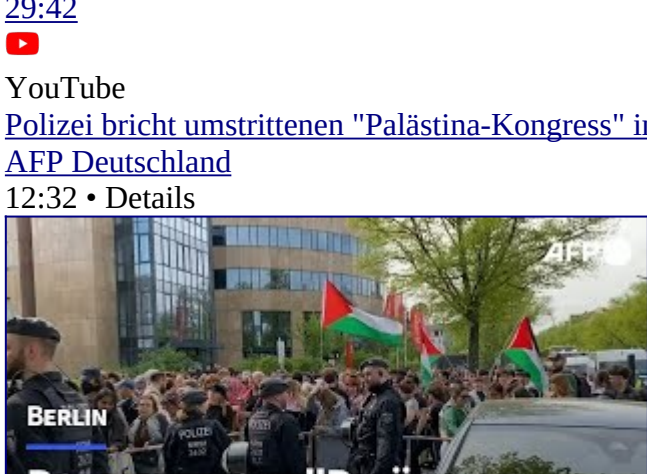 29:42
YouTube
Polizei bricht umstrittenen "Palästina-Kongress" i
AFP Deutschland
12:32 • Details
AFP
BERLIN
POLIZEI